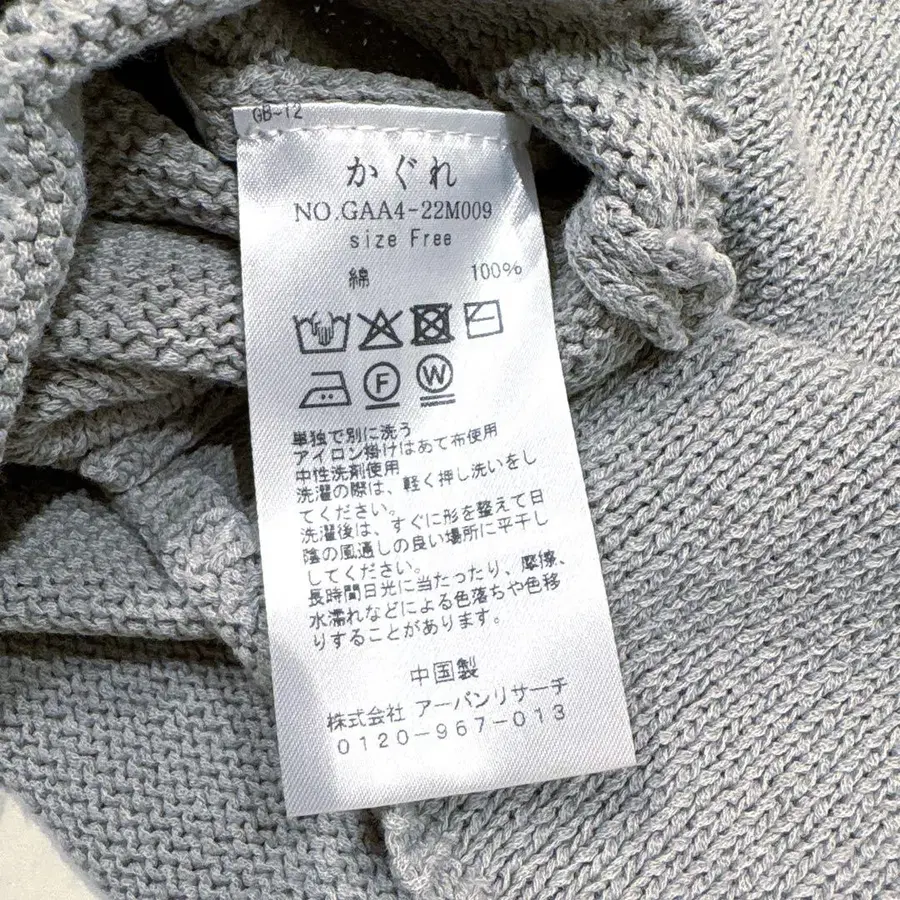 GB-12
かぐれ
NO.GAA4-22M009
size Free
綿 100%
F W
単独で別に洗う
アイロン掛けはあて布使用
中性洗剤使用
洗濯の際は、軽く押し洗いをし
てください。
洗濯後は、すぐに形を整えて日
陰の風通しの良い場所に平干し
してください。
長時間日光に当たったり、摩擦、
水濡れなどによる色落ちや色移
りすることがあります。
中国製
株式会社 アーバンリサーチ
0120-967-013